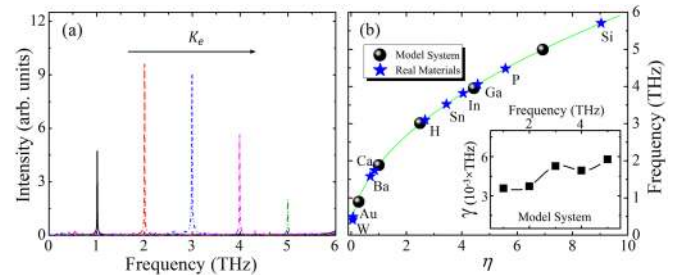 (a)
K_e
Intensity (arb. units)
12
9
6
3
0
0 1 2 3 4 5 6
Frequency (THz)
(b)
Model System
Real Materials
Si
P
Ga
In
Sn
H
Ca
Ba
Au
W
6
5
4
3
2
1
0
Frequency (THz)
0 2 4 6 8 10
η
Frequency (THz)
2 4
γ (10⁻³×THz)
6
3
Model System